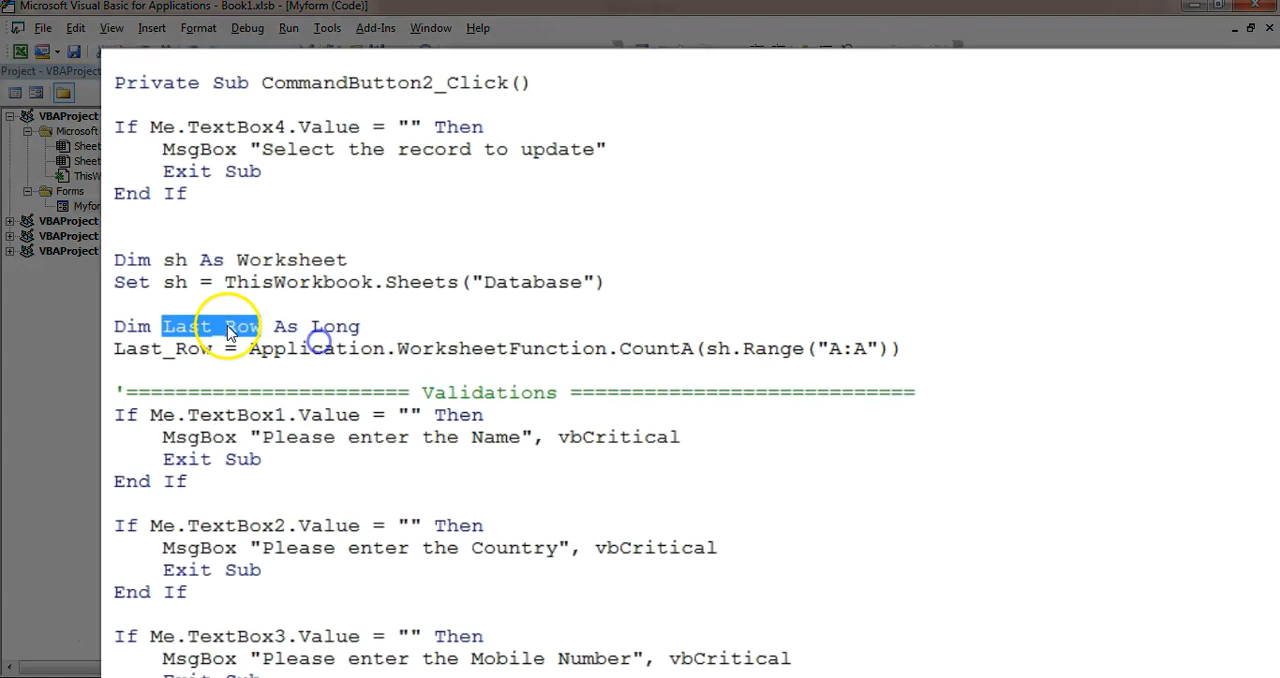 Microsoft Visual Basic for Applications - Book1.xlsb - [Myform (Code)]
File Edit View Insert Format Debug Run Tools Add-Ins Window Help
Project - VBAProject
VBAProject
Microsoft
Sheet
Sheet
ThisW
Forms
Myfor
VBAProject
VBAProject
VBAProject
Private Sub CommandButton2_Click()
If Me.TextBox4.Value = "" Then
MsgBox "Select the record to update"
Exit Sub
End If
Dim sh As Worksheet
Set sh = ThisWorkbook.Sheets("Database")
Dim Last_Row As Long
Last_Row = Application.WorksheetFunction.CountA(sh.Range("A:A"))
'======================= Validations ============================
If Me.TextBox1.Value = "" Then
MsgBox "Please enter the Name", vbCritical
Exit Sub
End If
If Me.TextBox2.Value = "" Then
MsgBox "Please enter the Country", vbCritical
Exit Sub
End If
If Me.TextBox3.Value = "" Then
MsgBox "Please enter the Mobile Number", vbCritical